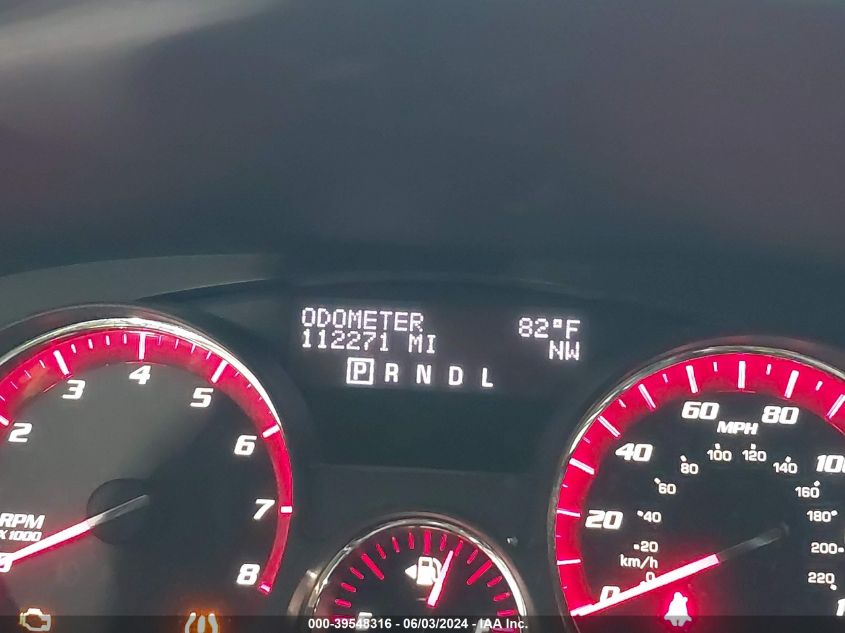 ODOMETER 82°F
112271 MI NW
P R N D L
2 3 4 5 6 7 8
RPM
X1000
0 20 40 60 80 100
MPH
0 20 40 60 80 100 120 140 160 180 200 220
km/h
000-39548316 - 06/03/2024 - IAA Inc.